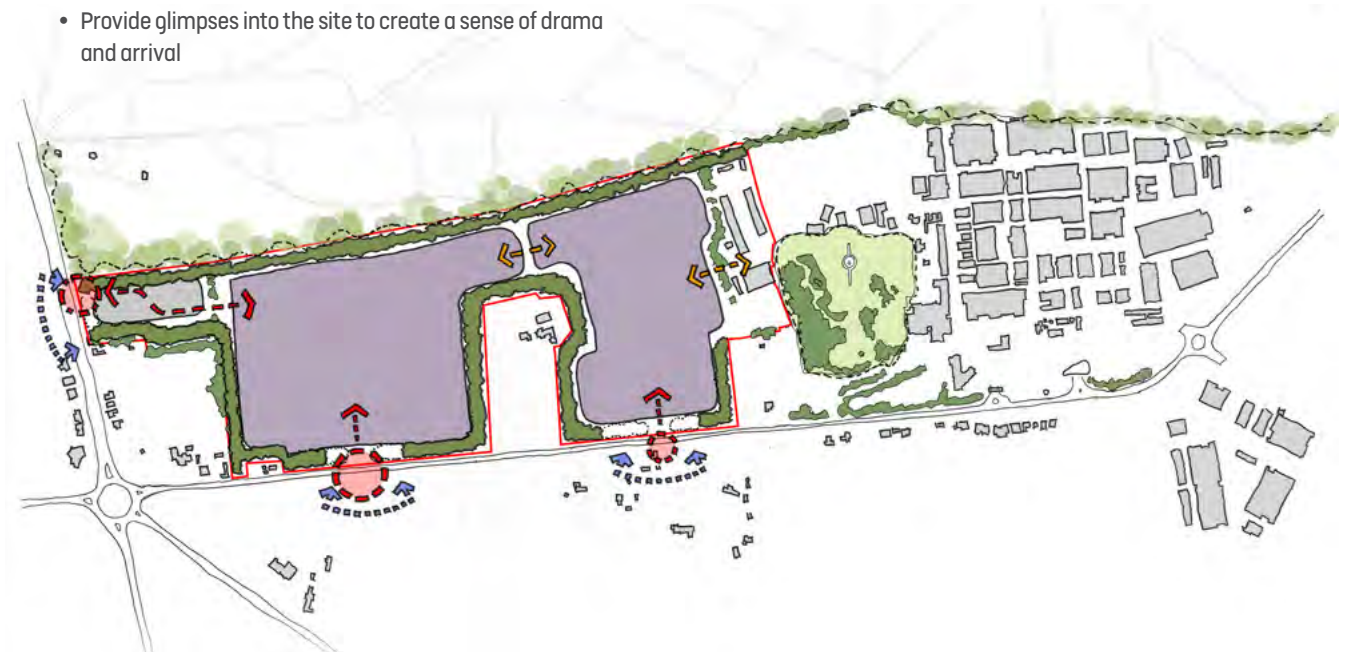 • Provide glimpses into the site to create a sense of drama
and arrival